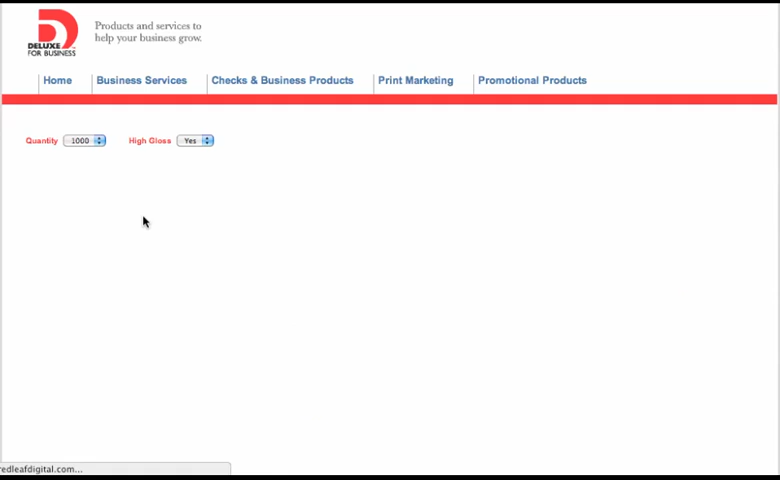 DELUXE
FOR BUSINESS
Products and services to
help your business grow.
Home Business Services Checks & Business Products Print Marketing Promotional Products
Quantity 1000 High Gloss Yes
redleafdigital.com...